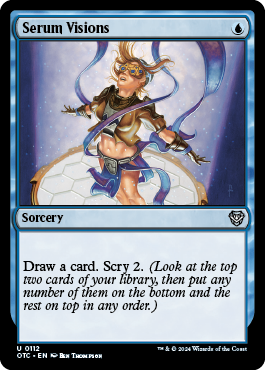 Serum Visions
Sorcery
Draw a card. Scry 2. (Look at the top
two cards of your library, then put any
number of them on the bottom and the
rest on top in any order.)
U 0112
OTC • EN Ben Thompson
™ & © 2024 Wizards of the Coast